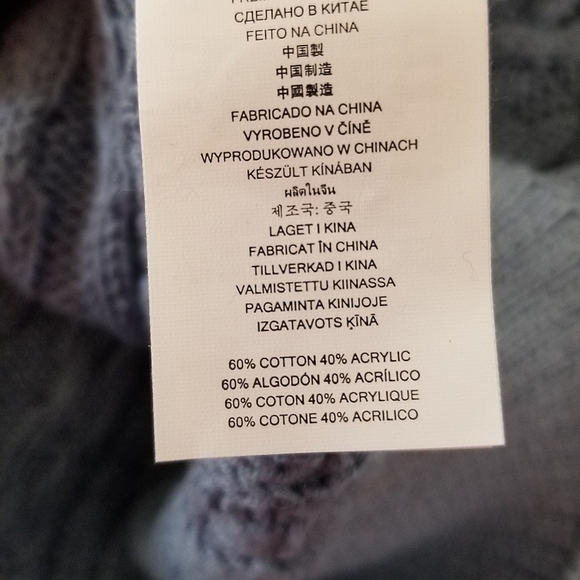 СДЕЛАНО В КИТАЕ
FEITO NA CHINA
中国製
中国制造
中國製造
FABRICADO NA CHINA
VYROBENO V ČÍNĚ
WYPRODUKOWANO W CHINACH
KÉSZÜLT KÍNÁBAN
ผลิตในจีน
제조국: 중국
LAGET I KINA
FABRICAT ÎN CHINA
TILLVERKAD I KINA
VALMISTETTU KIINASSA
PAGAMINTA KINIJOJE
IZGATAVOTS ĶĪNĀ
60% COTTON 40% ACRYLIC
60% ALGODÓN 40% ACRÍLICO
60% COTON 40% ACRYLIQUE
60% COTONE 40% ACRILICO